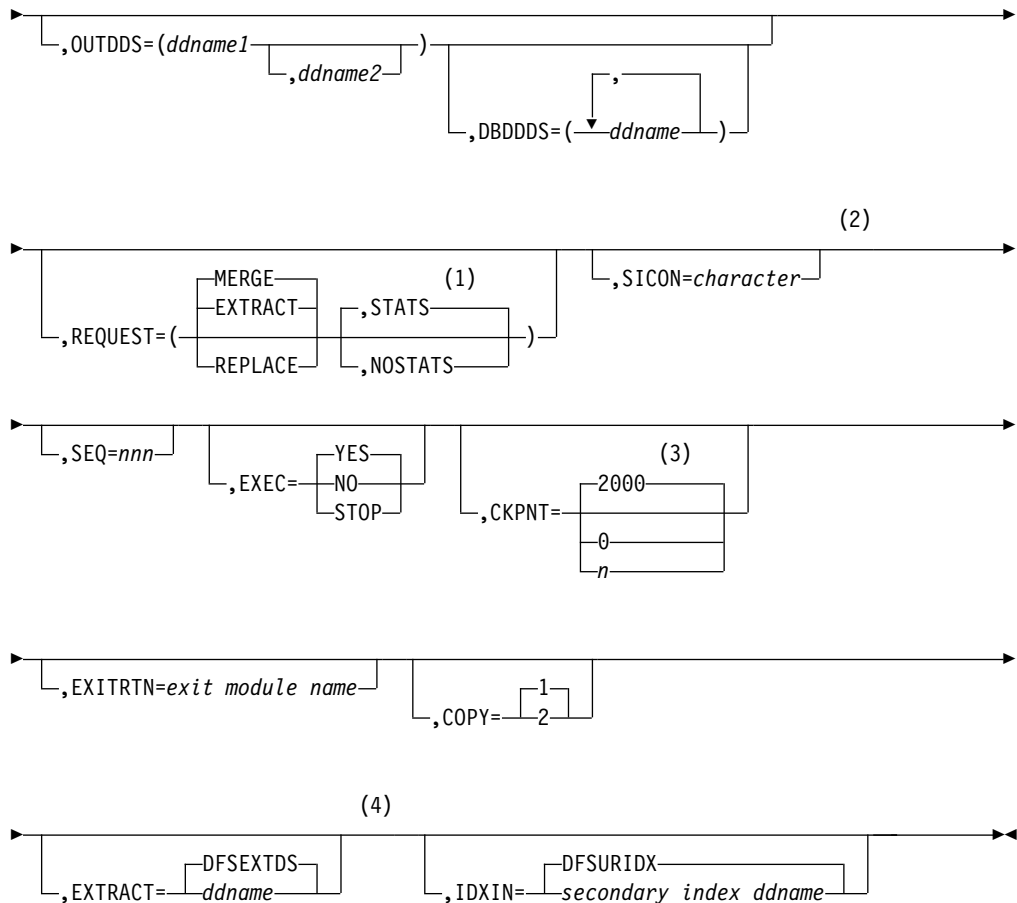 ,OUTDDS=(ddname1 )
,ddname2 ,
,DBDDDS=( ddname )
(2)
MERGE (1) ,SICON=character
EXTRACT ,STATS
,REQUEST=( )
REPLACE ,NOSTATS
,SEQ=nnn YES (3)
,EXEC= NO 2000
STOP ,CKPNT=
0
n
,EXITRTN=exit module name 1
,COPY= 2
(4)
DFSEXTDS DFSURIDX
,EXTRACT= ddname ,IDXIN= secondary index ddname